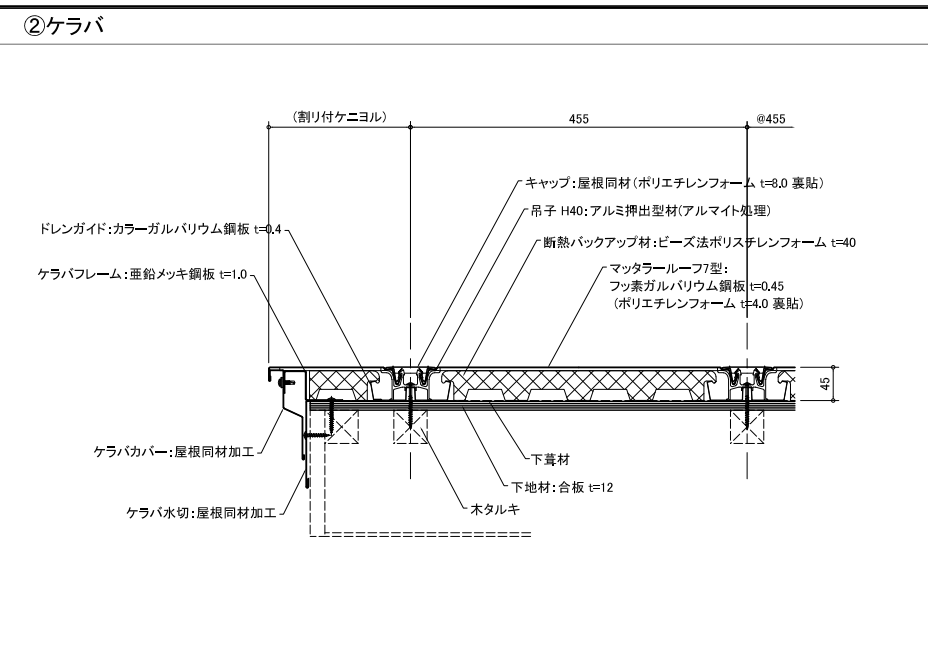 ②ケラバ
(割り付ケニヨル)
455
@455
キャップ:屋根同材(ポリエチレンフォーム t=8.0 裏貼)
吊子 H40:アルミ押出型材(アルマイト処理)
ドレンガイド:カラーガルバリウム鋼板 t=0.4
断熱バックアップ材:ビーズ法ポリスチレンフォーム t=40
ケラバフレーム:亜鉛メッキ鋼板 t=1.0
マッタラールーフ7型:
フッ素ガルバリウム鋼板 t=0.45
(ポリエチレンフォーム t=4.0 裏貼)
45
ケラバカバー:屋根同材加工
下葺材
下地材:合板 t=12
ケラバ水切:屋根同材加工
木タルキ